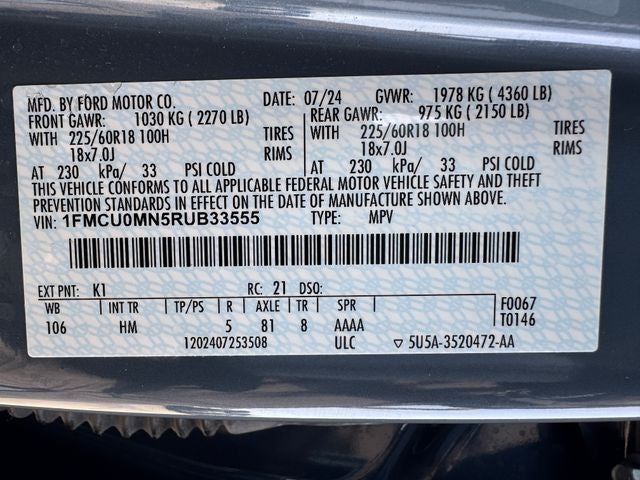 MFD. BY FORD MOTOR CO. DATE: 07/24 GVWR: 1978 KG ( 4360 LB)
FRONT GAWR: 1030 KG ( 2270 LB) REAR GAWR: 975 KG ( 2150 LB)
WITH 225/60R18 100H TIRES WITH 225/60R18 100H TIRES
18x7.0J RIMS 18x7.0J RIMS
AT 230 kPa/ 33 PSI COLD AT 230 kPa/ 33 PSI COLD
THIS VEHICLE CONFORMS TO ALL APPLICABLE FEDERAL MOTOR VEHICLE SAFETY AND THEFT
PREVENTION STANDARDS IN EFFECT ON THE DATE OF MANUFACTURE SHOWN ABOVE.
VIN: 1FMCU0MN5RUB33555 TYPE: MPV
EXT PNT: K1 RC: 21 DSO:
WB INT TR TP/PS R AXLE TR SPR F0067
106 HM 5 81 8 AAAA T0146
1202407253508 ULC ▽ 5U5A-3520472-AA